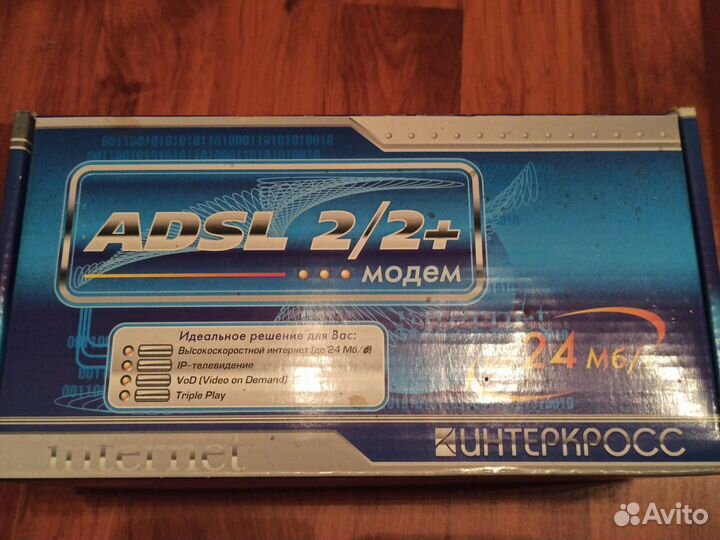 ADSL 2/2+
модем
Идеальное решение для Вас:
Высокоскоростной интернет (до 24 Мб/с)
IP-телевидение
VoD (Video on Demand)
Triple Play
24 Мб/
internet
ИНТЕРКРОСС
Avito